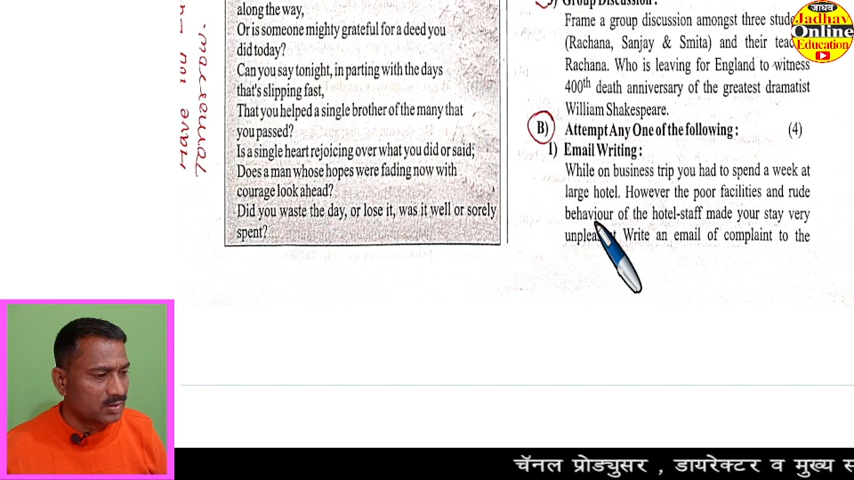 along the way,
Or is someone mighty grateful for a deed you
did today?
Can you say tonight, in parting with the days
that's slipping fast,
That you helped a single brother of the many that
you passed?
Is a single heart rejoicing over what you did or said;
Does a man whose hopes were fading now with
courage look ahead?
Did you waste the day, or lose it, was it well or sorely
spent?
Group Discussion:
Frame a group discussion amongst three
(Rachana, Sanjay & Smita) and their
Rachana. Who is leaving for England to witness
400th death anniversary of the greatest dramatist
William Shakespeare.
B) Attempt Any One of the following : (4)
1) Email Writing :
While on business trip you had to spend a week at
large hotel. However the poor facilities and rude
behaviour of the hotel-staff made your stay very
Write an email of complaint to the
जाधव
Jadhav
Online
Education
चॅनल प्रोड्युसर , डायरेक्टर व मुख्य